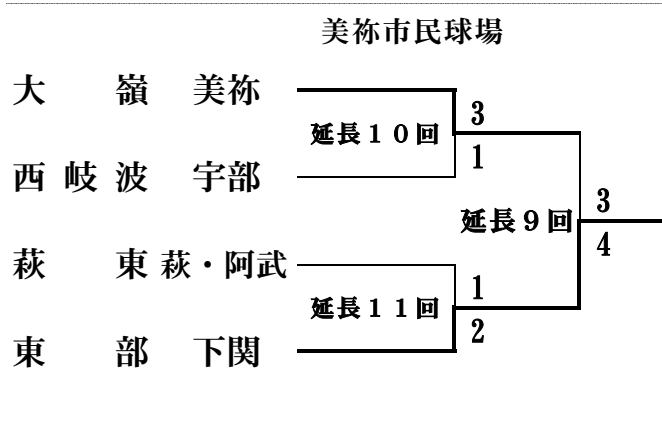 美祢市民球場
大嶺 美祢
3
延長１０回
1
西岐波 宇部
3
延長９回
4
萩東 萩・阿武
1
延長１１回
2
東部 下関